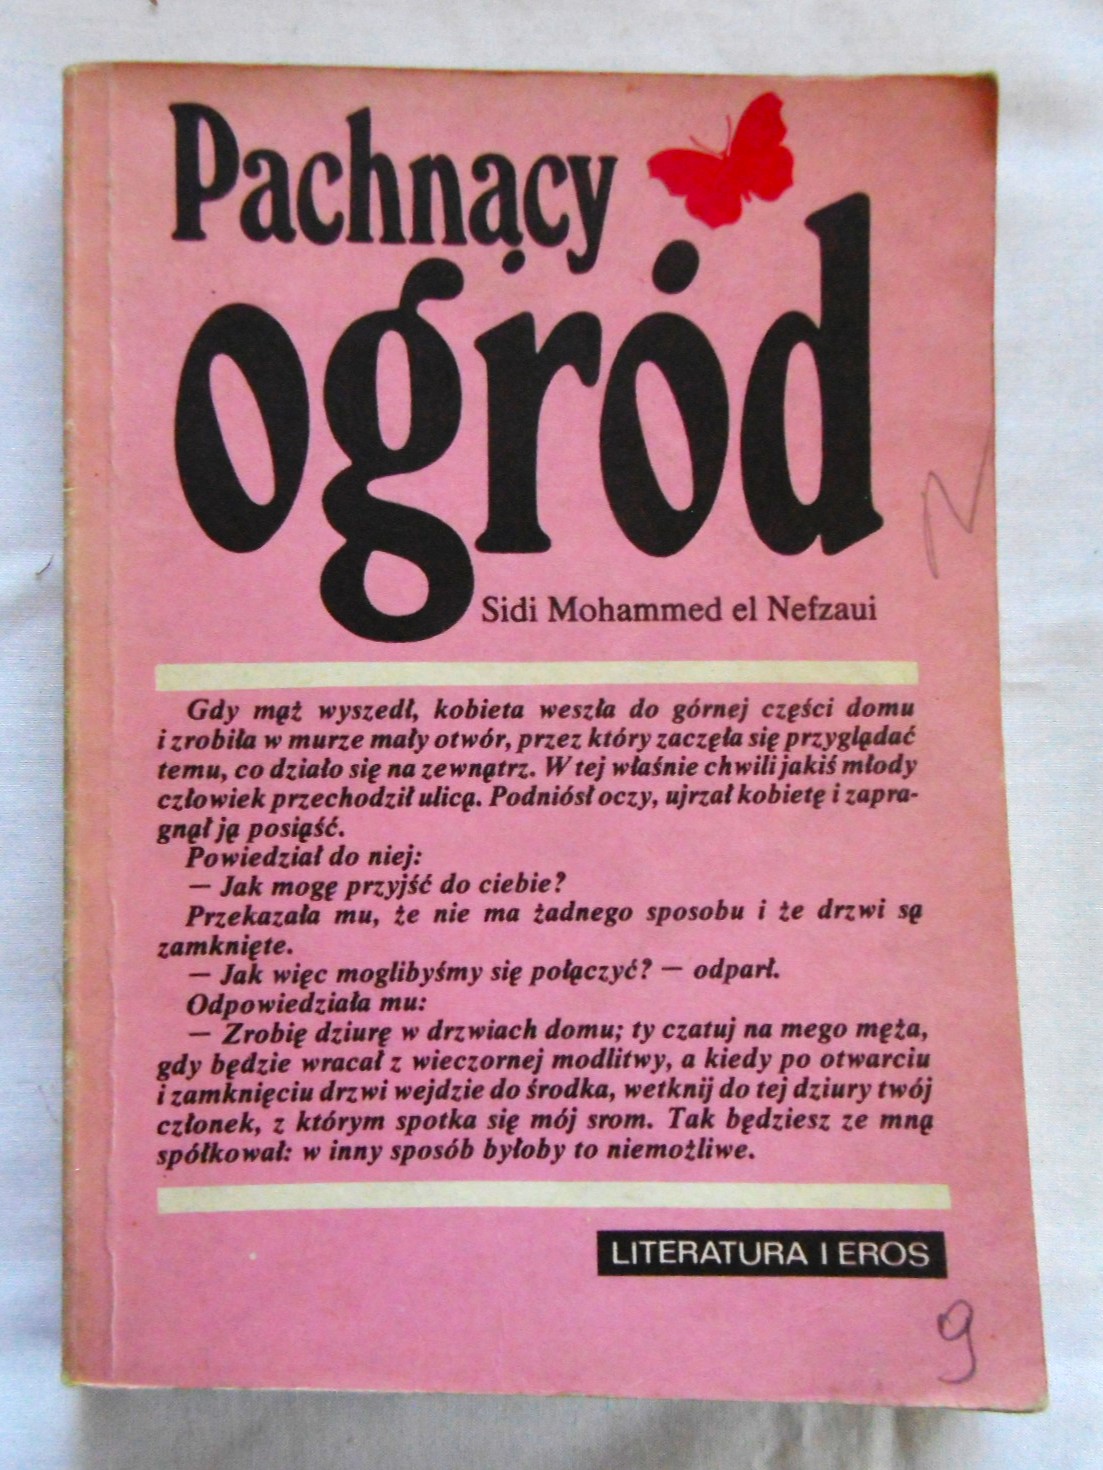 Pachnący
ogród
Sidi Mohammed el Nefzaui
Gdy mąż wyszedł, kobieta weszła do górnej części domu
i zrobiła w murze mały otwór, przez który zaczęła się przyglądać
temu, co działo się na zewnątrz. W tej właśnie chwili jakiś młody
człowiek przechodził ulicą. Podniósł oczy, ujrzał kobietę i zapra-
gnął ją posiąść.
Powiedział do niej:
— Jak mogę przyjść do ciebie?
Przekazała mu, że nie ma żadnego sposobu i że drzwi są
zamknięte.
— Jak więc moglibyśmy się połączyć? — odparł.
Odpowiedziała mu:
— Zrobię dziurę w drzwiach domu; ty czatuj na mego męża,
gdy będzie wracał z wieczornej modlitwy, a kiedy po otwarciu
i zamknięciu drzwi wejdzie do środka, wetknij do tej dziury twój
członek, z którym spotka się mój srom. Tak będziesz ze mną
spółkował: w inny sposób byłoby to niemożliwe.
LITERATURA I EROS
N
9